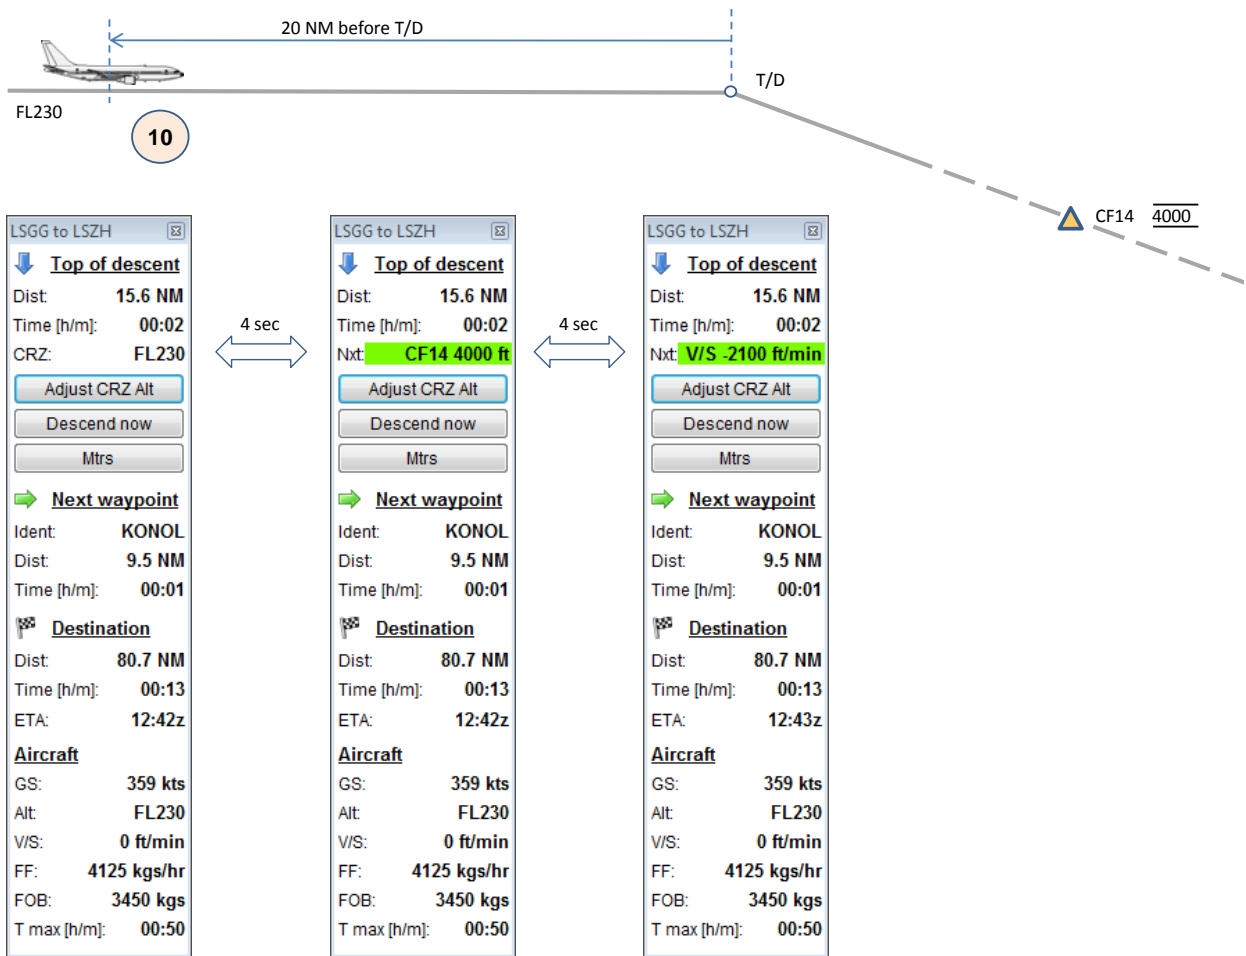 20 NM before T/D
T/D
FL230
10
CF14 4000
LSGG to LSZH
Top of descent
Dist: 15.6 NM
Time [h/m]: 00:02
CRZ: FL230
Adjust CRZ Alt
Descend now
Mtrs
Next waypoint
Ident: KONOL
Dist: 9.5 NM
Time [h/m]: 00:01
Destination
Dist: 80.7 NM
Time [h/m]: 00:13
ETA: 12:42z
Aircraft
GS: 359 kts
Alt: FL230
V/S: 0 ft/min
FF: 4125 kgs/hr
FOB: 3450 kgs
T max [h/m]: 00:50
4 sec
LSGG to LSZH
Top of descent
Dist: 15.6 NM
Time [h/m]: 00:02
Nxt: CF14 4000 ft
Adjust CRZ Alt
Descend now
Mtrs
Next waypoint
Ident: KONOL
Dist: 9.5 NM
Time [h/m]: 00:01
Destination
Dist: 80.7 NM
Time [h/m]: 00:13
ETA: 12:42z
Aircraft
GS: 359 kts
Alt: FL230
V/S: 0 ft/min
FF: 4125 kgs/hr
FOB: 3450 kgs
T max [h/m]: 00:50
4 sec
LSGG to LSZH
Top of descent
Dist: 15.6 NM
Time [h/m]: 00:02
Nxt: V/S -2100 ft/min
Adjust CRZ Alt
Descend now
Mtrs
Next waypoint
Ident: KONOL
Dist: 9.5 NM
Time [h/m]: 00:01
Destination
Dist: 80.7 NM
Time [h/m]: 00:13
ETA: 12:43z
Aircraft
GS: 359 kts
Alt: FL230
V/S: 0 ft/min
FF: 4125 kgs/hr
FOB: 3450 kgs
T max [h/m]: 00:50